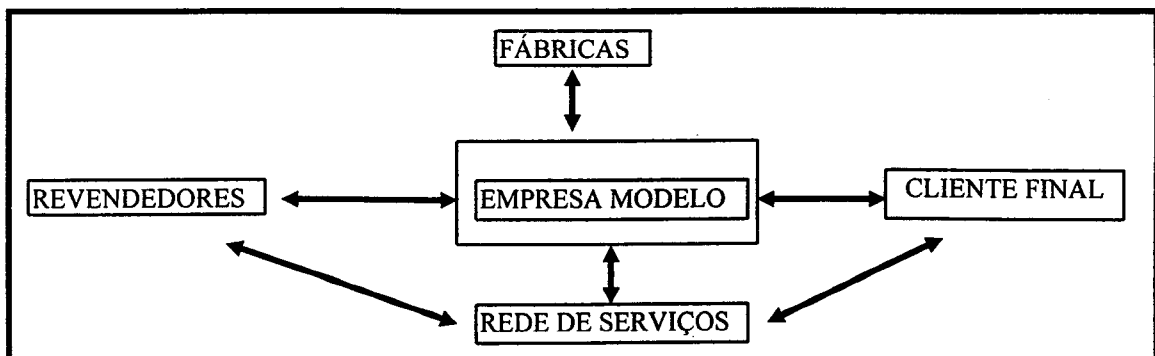 FÁBRICAS
REVENDEDORES
EMPRESA MODELO
CLIENTE FINAL
REDE DE SERVIÇOS